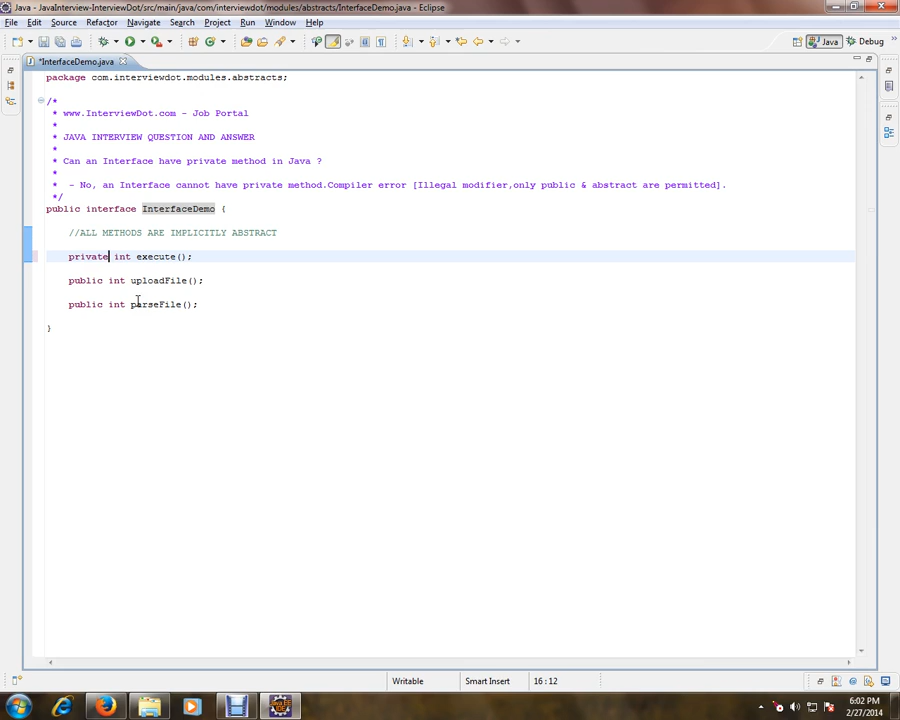 Java - JavaInterview-InterviewDot/src/main/java/com/interviewdot/modules/abstracts/InterfaceDemo.java - Eclipse
File Edit Source Refactor Navigate Search Project Run Window Help
Java Debug
*InterfaceDemo.java
package com.interviewdot.modules.abstracts;
/*
* www.InterviewDot.com - Job Portal
*
* JAVA INTERVIEW QUESTION AND ANSWER
*
* Can an Interface have private method in Java ?
*
* - No, an Interface cannot have private method.Compiler error [Illegal modifier,only public & abstract are permitted].
*/
public interface InterfaceDemo {
//ALL METHODS ARE IMPLICITLY ABSTRACT
private int execute();
public int uploadFile();
public int parseFile();
}
Writable Smart Insert 16 : 12
6:02 PM
2/27/2014